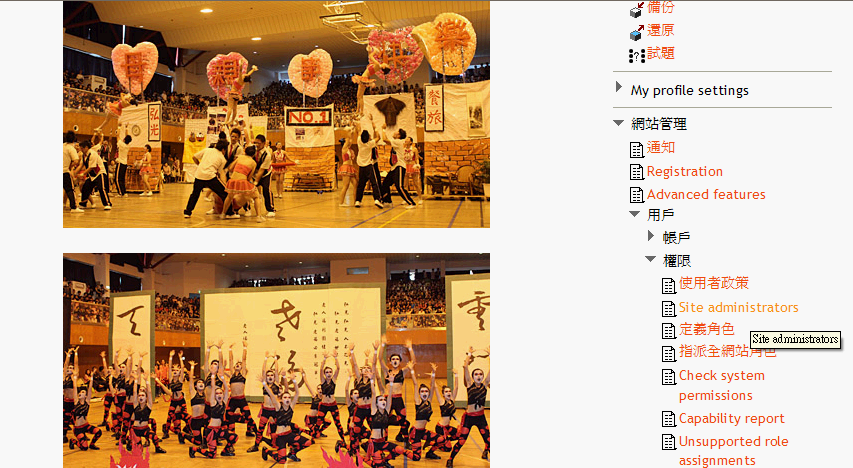 弘光
NO.1
餐旅
備份
還原
試題
My profile settings
網站管理
通知
Registration
Advanced features
用戶
帳戶
權限
使用者政策
Site administrators
定義角色
Site administrators
指派全網站角色
Check system
permissions
Capability report
Unsupported role
assignments